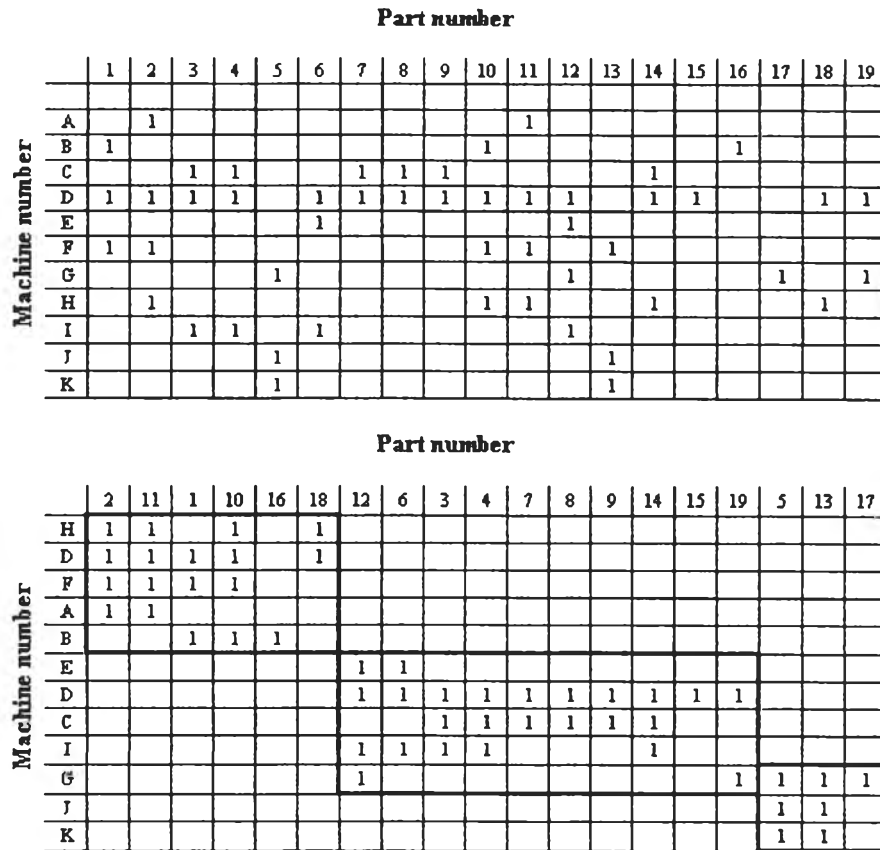 Part number
1 2 3 4 5 6 7 8 9 10 11 12 13 14 15 16 17 18 19
Machine number
A 1 1
B 1 1 1
C 1 1 1 1 1 1
D 1 1 1 1 1 1 1 1 1 1 1 1 1 1 1
E 1 1
F 1 1 1 1 1
G 1 1 1 1
H 1 1 1 1 1
I 1 1 1 1
J 1 1
K 1 1
Part number
2 11 1 10 16 18 12 6 3 4 7 8 9 14 19 5 13 17
Machine number
H 1 1 1 1
D 1 1 1 1 1
F 1 1 1 1
A 1 1
B 1 1 1
E 1 1
D 1 1 1 1 1 1 1 1 1 1
C 1 1 1 1 1 1
I 1 1 1 1 1
G 1 1 1 1 1
J 1 1
K 1 1